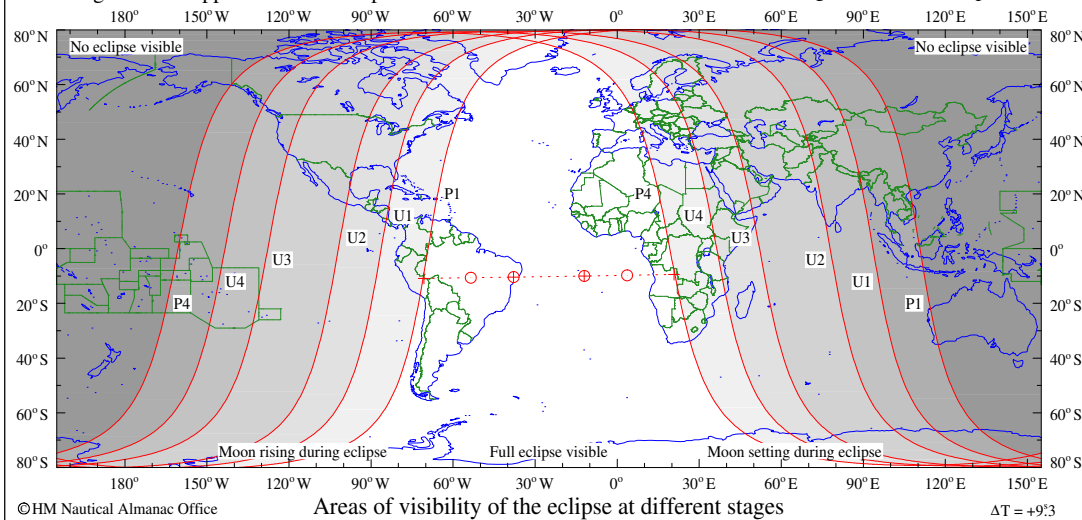 180° 150° W 120° W 90° W 60° W 30° W 0° 30° E 60° E 90° E 120° E 150° E
80° N No eclipse visible No eclipse visible 80° N
60° N 60° N
40° N 40° N
20° N P1 P4 20° N
U1 U4
U2 U3
0° 0°
U3 U2
U4 U1
P4 P1
20° S 20° S
40° S 40° S
60° S 60° S
Moon rising during eclipse Full eclipse visible Moon setting during eclipse
80° S 80° S
180° 150° W 120° W 90° W 60° W 30° W 0° 30° E 60° E 90° E 120° E 150° E
©HM Nautical Almanac Office Areas of visibility of the eclipse at different stages ΔT = +9ˢ.3